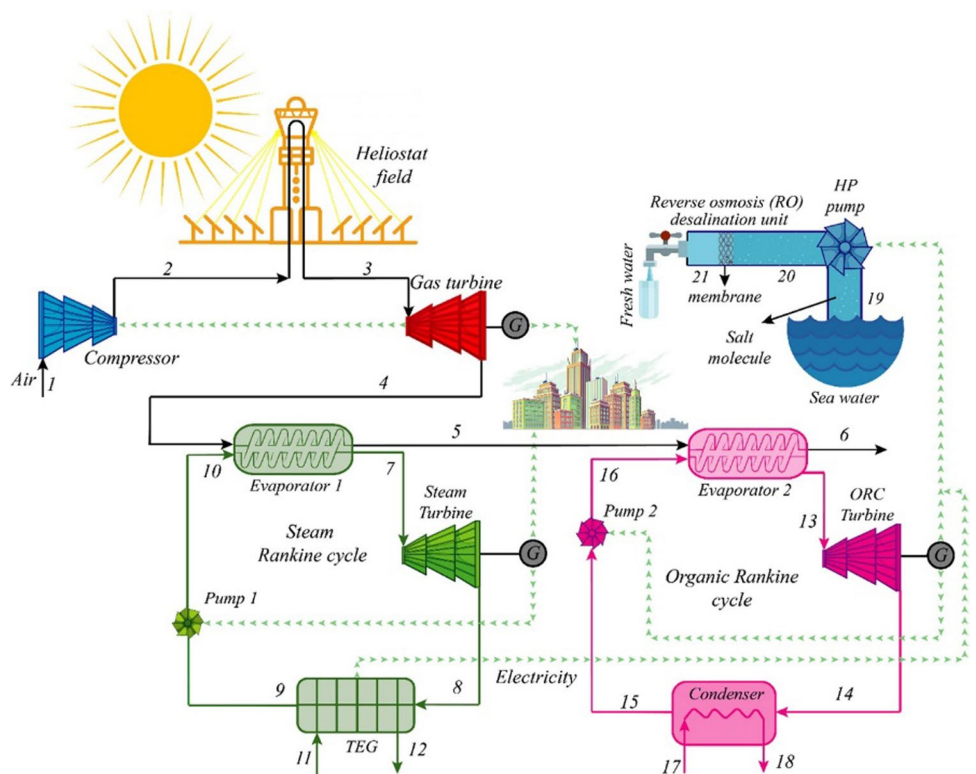 Heliostat
field
Reverse osmosis (RO)
desalination unit
HP
pump
2
3
Gas turbine
21
20
19
membrane
Fresh water
Salt
molecule
Sea water
G
Compressor
Air
1
4
5
6
10
7
Evaporator 1
16
Evaporator 2
13
Steam
Turbine
Pump 2
ORC
Turbine
Steam
Rankine cycle
G
G
Organic Rankine
cycle
Pump 1
9
8
Electricity
15
Condenser
14
TEG
11
12
17
18